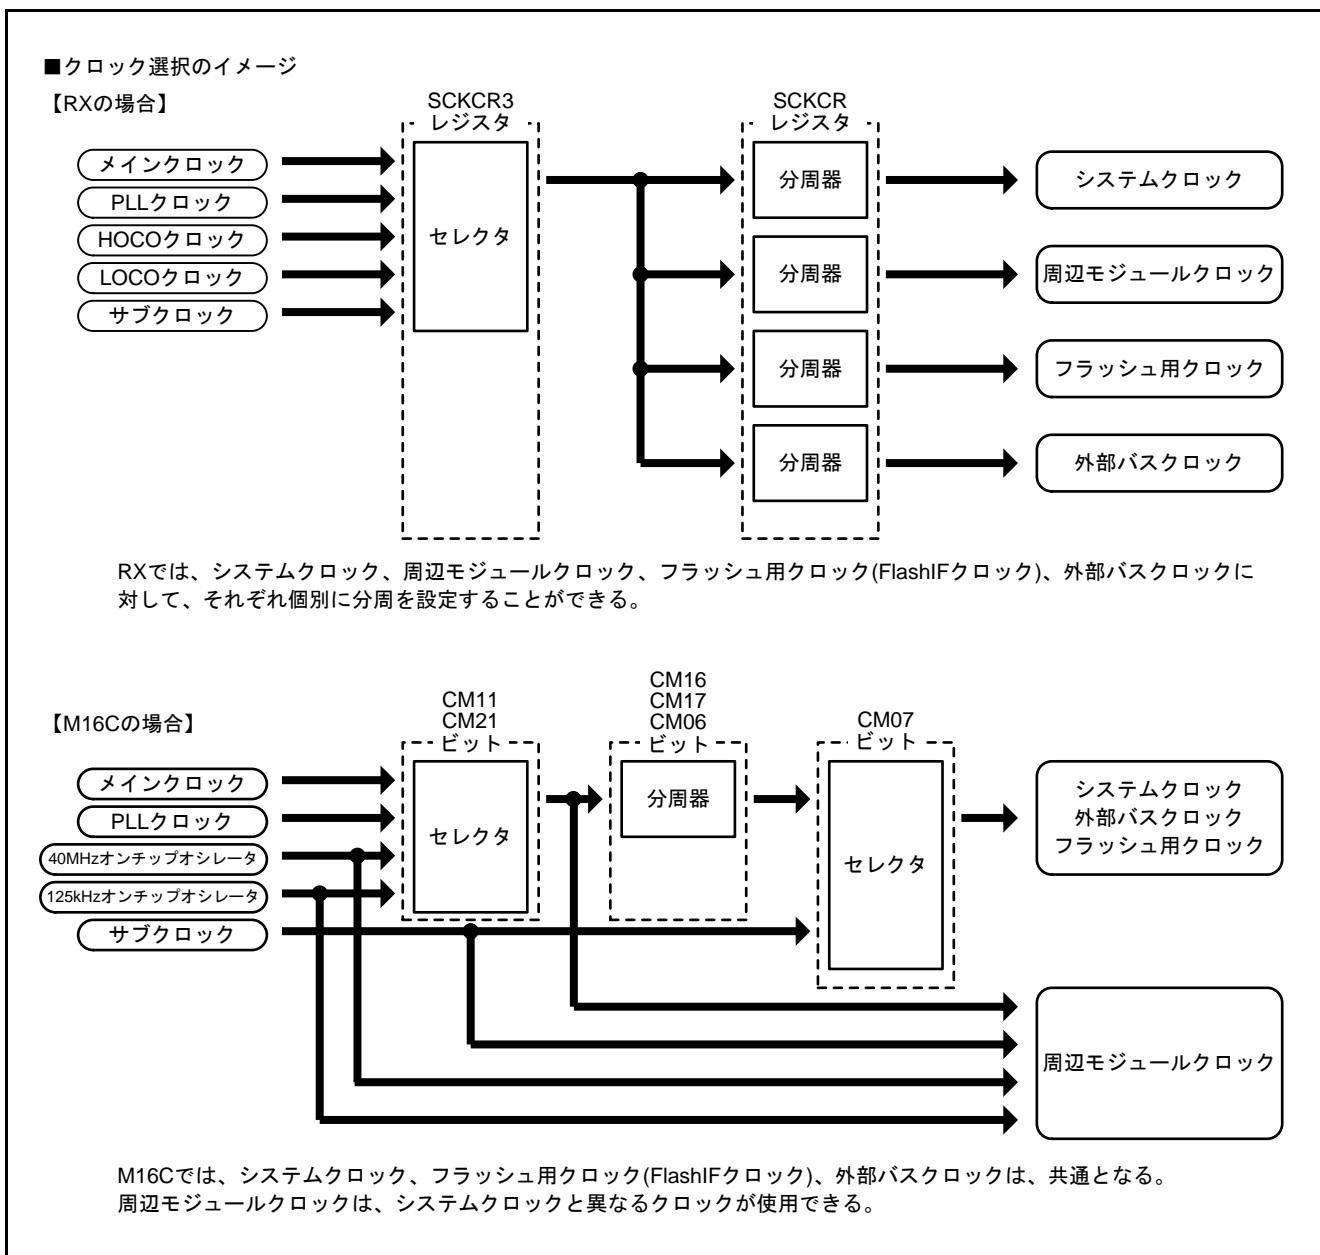 ■クロック選択のイメージ
【RXの場合】
SCKCR3
レジスタ
SCKCR
レジスタ
メインクロック
PLLクロック
HOCOクロック
LOCOクロック
サブクロック
セレクタ
分周器
分周器
分周器
分周器
システムクロック
周辺モジュールクロック
フラッシュ用クロック
外部バスクロック
RXでは、システムクロック、周辺モジュールクロック、フラッシュ用クロック(FlashIFクロック)、外部バスクロックに
対して、それぞれ個別に分周を設定することができる。
【M16Cの場合】
CM11
CM21
ビット
CM16
CM17
CM06
ビット
CM07
ビット
メインクロック
PLLクロック
40MHzオンチップオシレータ
125kHzオンチップオシレータ
サブクロック
セレクタ
分周器
セレクタ
システムクロック
外部バスクロック
フラッシュ用クロック
周辺モジュールクロック
M16Cでは、システムクロック、フラッシュ用クロック(FlashIFクロック)、外部バスクロックは、共通となる。
周辺モジュールクロックは、システムクロックと異なるクロックが使用できる。